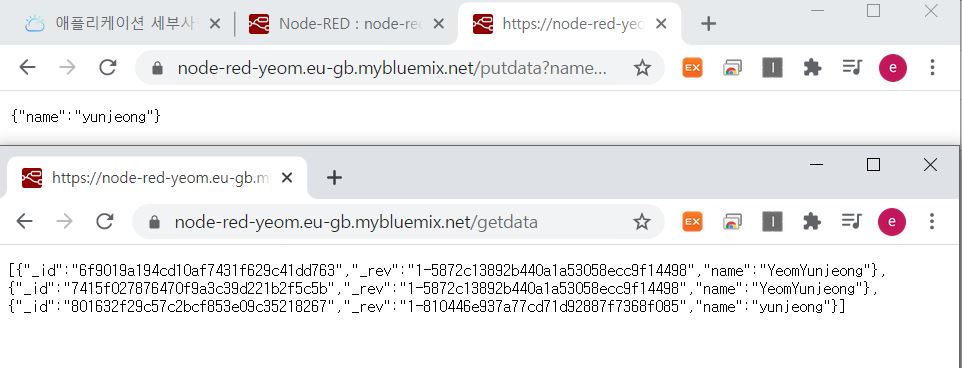 애플리케이션 세부사
Node-RED : node-red
https://node-red-yeo
node-red-yeom.eu-gb.mybluemix.net/putdata?name...
EX
e
{"name":"yunjeong"}
https://node-red-yeom.eu-gb.m
node-red-yeom.eu-gb.mybluemix.net/getdata
EX
e
[{"_id":"6f9019a194cd10af7431f629c41dd763","_rev":"1-5872c13892b440a1a53058ecc9f14498","name":"YeomYunjeong"},
{"_id":"7415f027876470f9a3c39d221b2f5c5b","_rev":"1-5872c13892b440a1a53058ecc9f14498","name":"YeomYunjeong"},
{"_id":"801632f29c57c2bcf853e09c35218267","_rev":"1-810446e937a77cd71d92887f7368f085","name":"yunjeong"}]